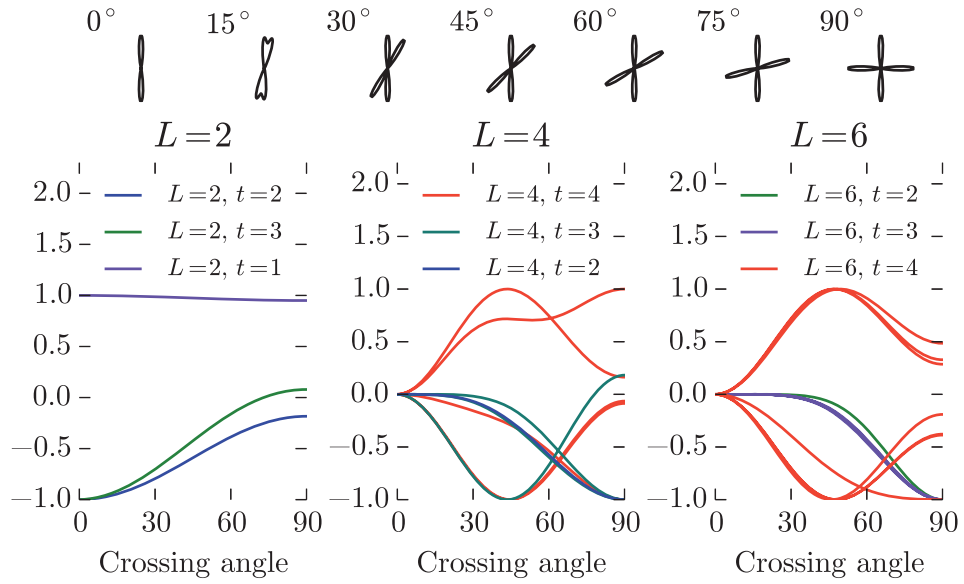 0° 15° 30° 45° 60° 75° 90°
L=2 L=4 L=6
2.0 L=2, t=2 2.0 L=4, t=4 2.0 L=6, t=2
1.5 L=2, t=3 1.5 L=4, t=3 1.5 L=6, t=3
L=2, t=1 L=4, t=2 L=6, t=4
1.0 1.0 1.0
0.5 0.5 0.5
0.0 0.0 0.0
−0.5 −0.5 −0.5
−1.0 −1.0 −1.0
0 30 60 90 0 30 60 90 0 30 60 90
Crossing angle Crossing angle Crossing angle